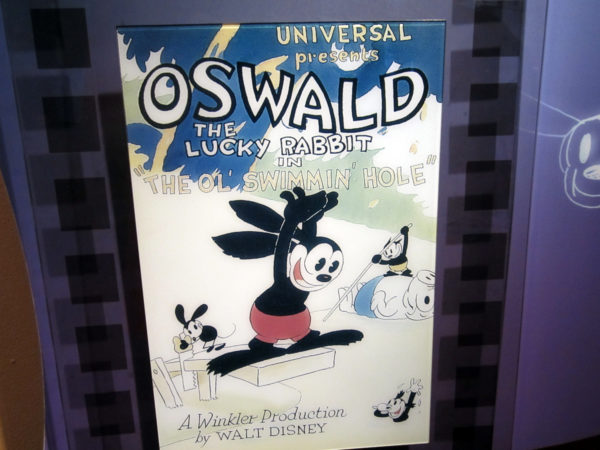 UNIVERSAL
presents
OSWALD
THE
LUCKY RABBIT
IN
"THE OL' SWIMMIN' HOLE"
A Winkler Production
by WALT DISNEY